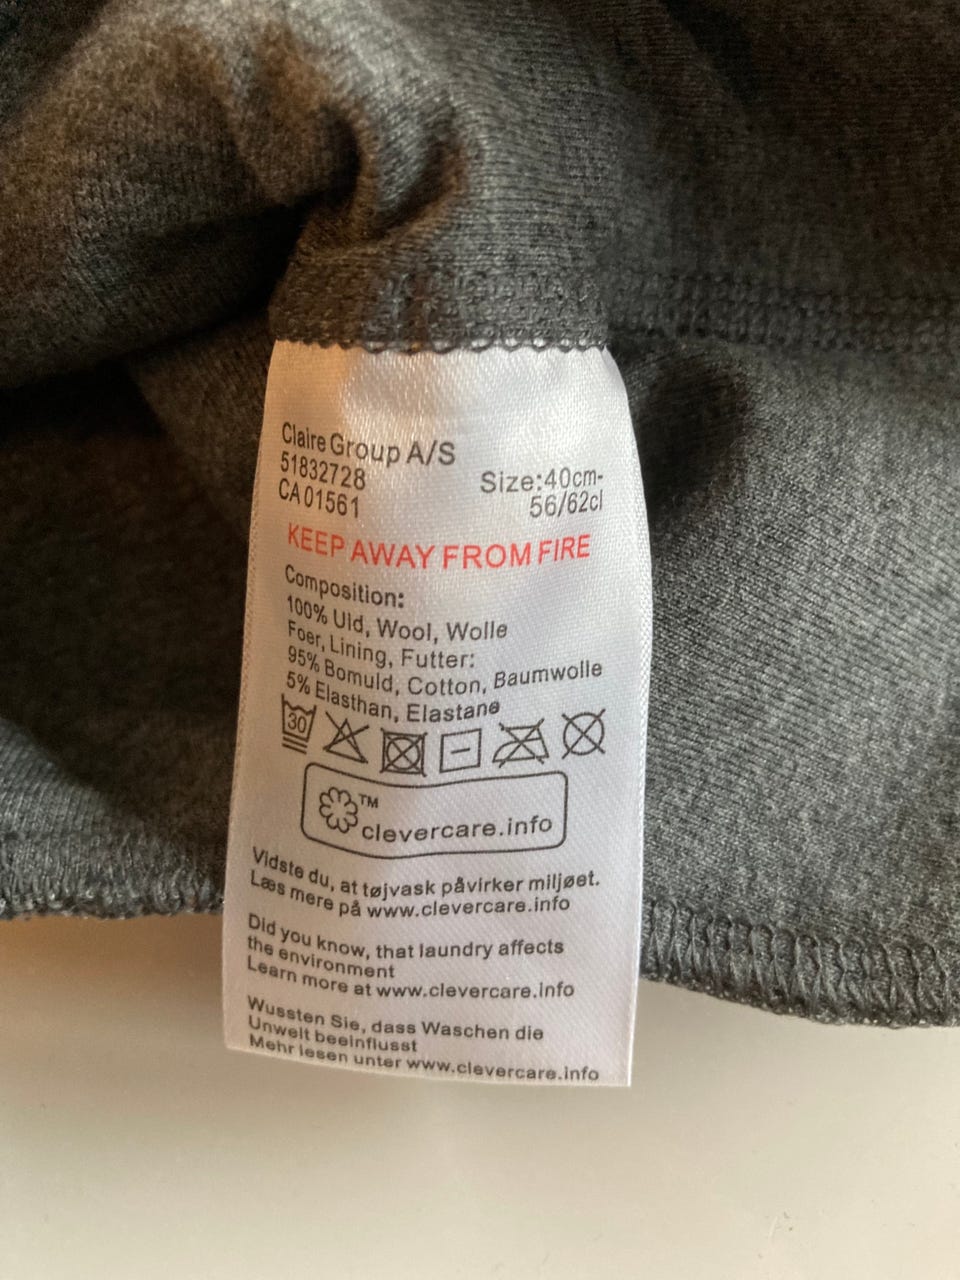 Claire Group A/S
51832728
CA 01561
Size:40cm-
56/62cl
KEEP AWAY FROM FIRE
Composition:
100% Uld, Wool, Wolle
Foer, Lining, Futter:
95% Bomuld, Cotton, Baumwolle
5% Elasthan, Elastane
30
TM
clevercare.info
Vidste du, at tøjvask påvirker miljøet.
Læs mere på www.clevercare.info
Did you know, that laundry affects
the environment
Learn more at www.clevercare.info
Wussten Sie, dass Waschen die
Unwelt beeinflusst
Mehr lesen unter www.clevercare.info